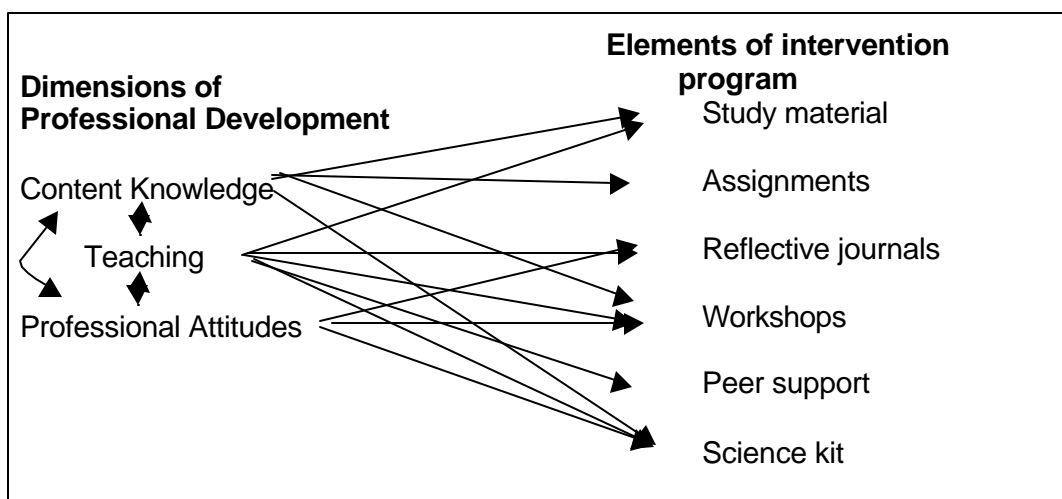 Dimensions of
Professional Development
Content Knowledge
Teaching
Professional Attitudes
Elements of intervention
program
Study material
Assignments
Reflective journals
Workshops
Peer support
Science kit